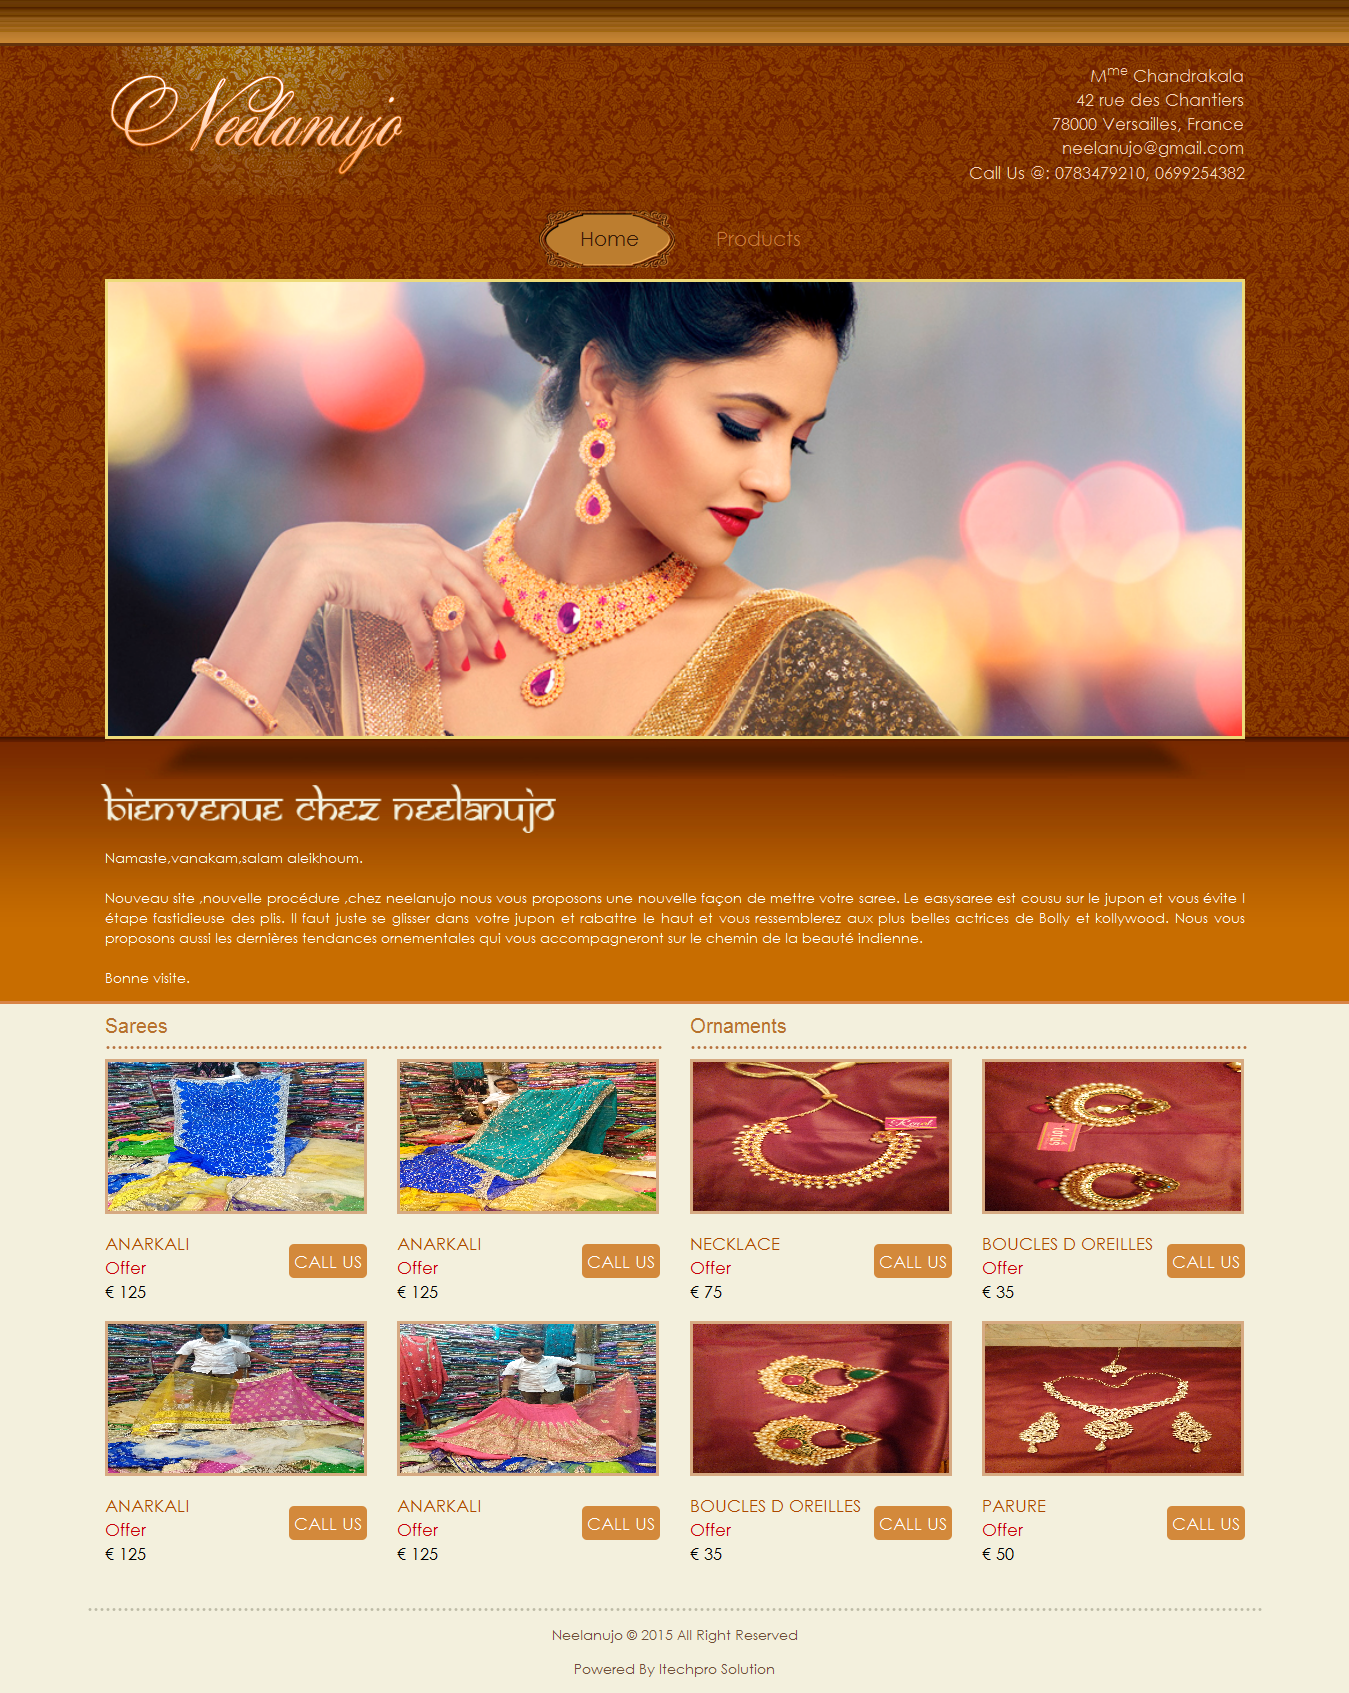 Neelanujo
Mme Chandrakala
42 rue des Chantiers
78000 Versailles, France
neelanujo@gmail.com
Call Us @: 0783479210, 0699254382
Home
Products
Bienvenue chez neelanujo
Namaste,vanakam,salam aleikhoum.
Nouveau site ,nouvelle procédure ,chez neelanujo nous vous proposons une nouvelle façon de mettre votre saree. Le easysaree est cousu sur le jupon et vous évite l
étape fastidieuse des plis. Il faut juste se glisser dans votre jupon et rabattre le haut et vous ressemblerez aux plus belles actrices de Bolly et kollywood. Nous vous
proposons aussi les dernières tendances ornementales qui vous accompagneront sur le chemin de la beauté indienne.
Bonne visite.
Sarees
Ornaments
ANARKALI
Offer
€ 125
CALL US
ANARKALI
Offer
€ 125
CALL US
NECKLACE
Offer
€ 75
CALL US
BOUCLES D OREILLES
Offer
€ 35
CALL US
ANARKALI
Offer
€ 125
CALL US
ANARKALI
Offer
€ 125
CALL US
BOUCLES D OREILLES
Offer
€ 35
CALL US
PARURE
Offer
€ 50
CALL US
Neelanujo © 2015 All Right Reserved
Powered By Itechpro Solution